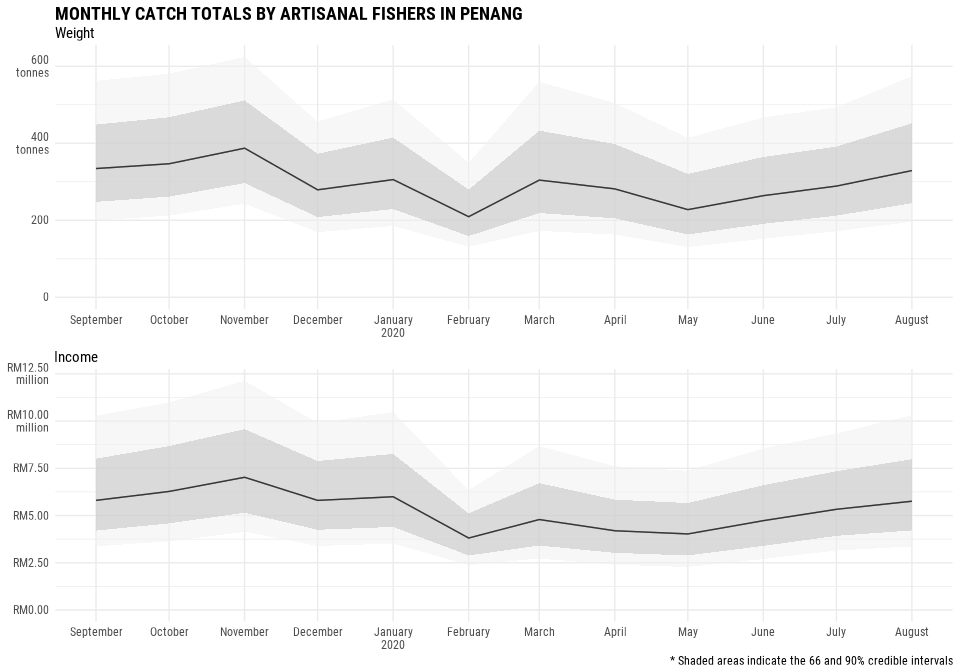 MONTHLY CATCH TOTALS BY ARTISANAL FISHERS IN PENANG
Weight
600
tonnes
400
tonnes
200
0
September October November December January February March April May June July August
2020
Income
RM12.50
million
RM10.00
million
RM7.50
RM5.00
RM2.50
RM0.00
September October November December January February March April May June July August
2020
* Shaded areas indicate the 66 and 90% credible intervals